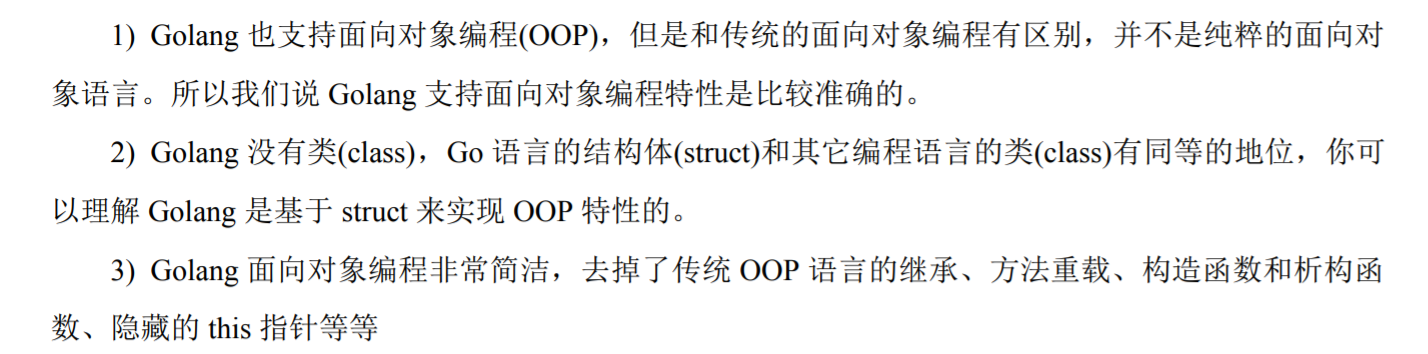 1) Golang 也支持面向对象编程(OOP)，但是和传统的面向对象编程有区别，并不是纯粹的面向对
象语言。所以我们说 Golang 支持面向对象编程特性是比较准确的。
2) Golang 没有类(class)，Go 语言的结构体(struct)和其它编程语言的类(class)有同等的地位，你可
以理解 Golang 是基于 struct 来实现 OOP 特性的。
3) Golang 面向对象编程非常简洁，去掉了传统 OOP 语言的继承、方法重载、构造函数和析构函
数、隐藏的 this 指针等等